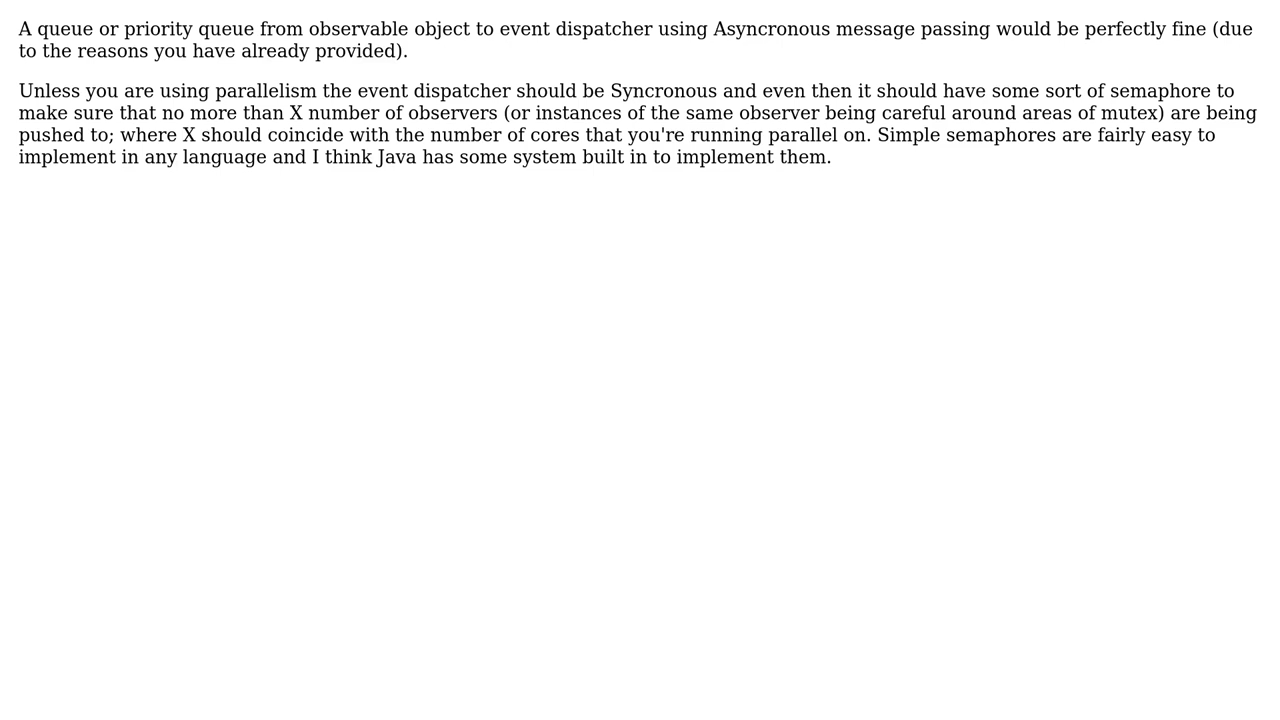 A queue or priority queue from observable object to event dispatcher using Asyncronous message passing would be perfectly fine (due
to the reasons you have already provided).
Unless you are using parallelism the event dispatcher should be Syncronous and even then it should have some sort of semaphore to
make sure that no more than X number of observers (or instances of the same observer being careful around areas of mutex) are being
pushed to; where X should coincide with the number of cores that you're running parallel on. Simple semaphores are fairly easy to
implement in any language and I think Java has some system built in to implement them.